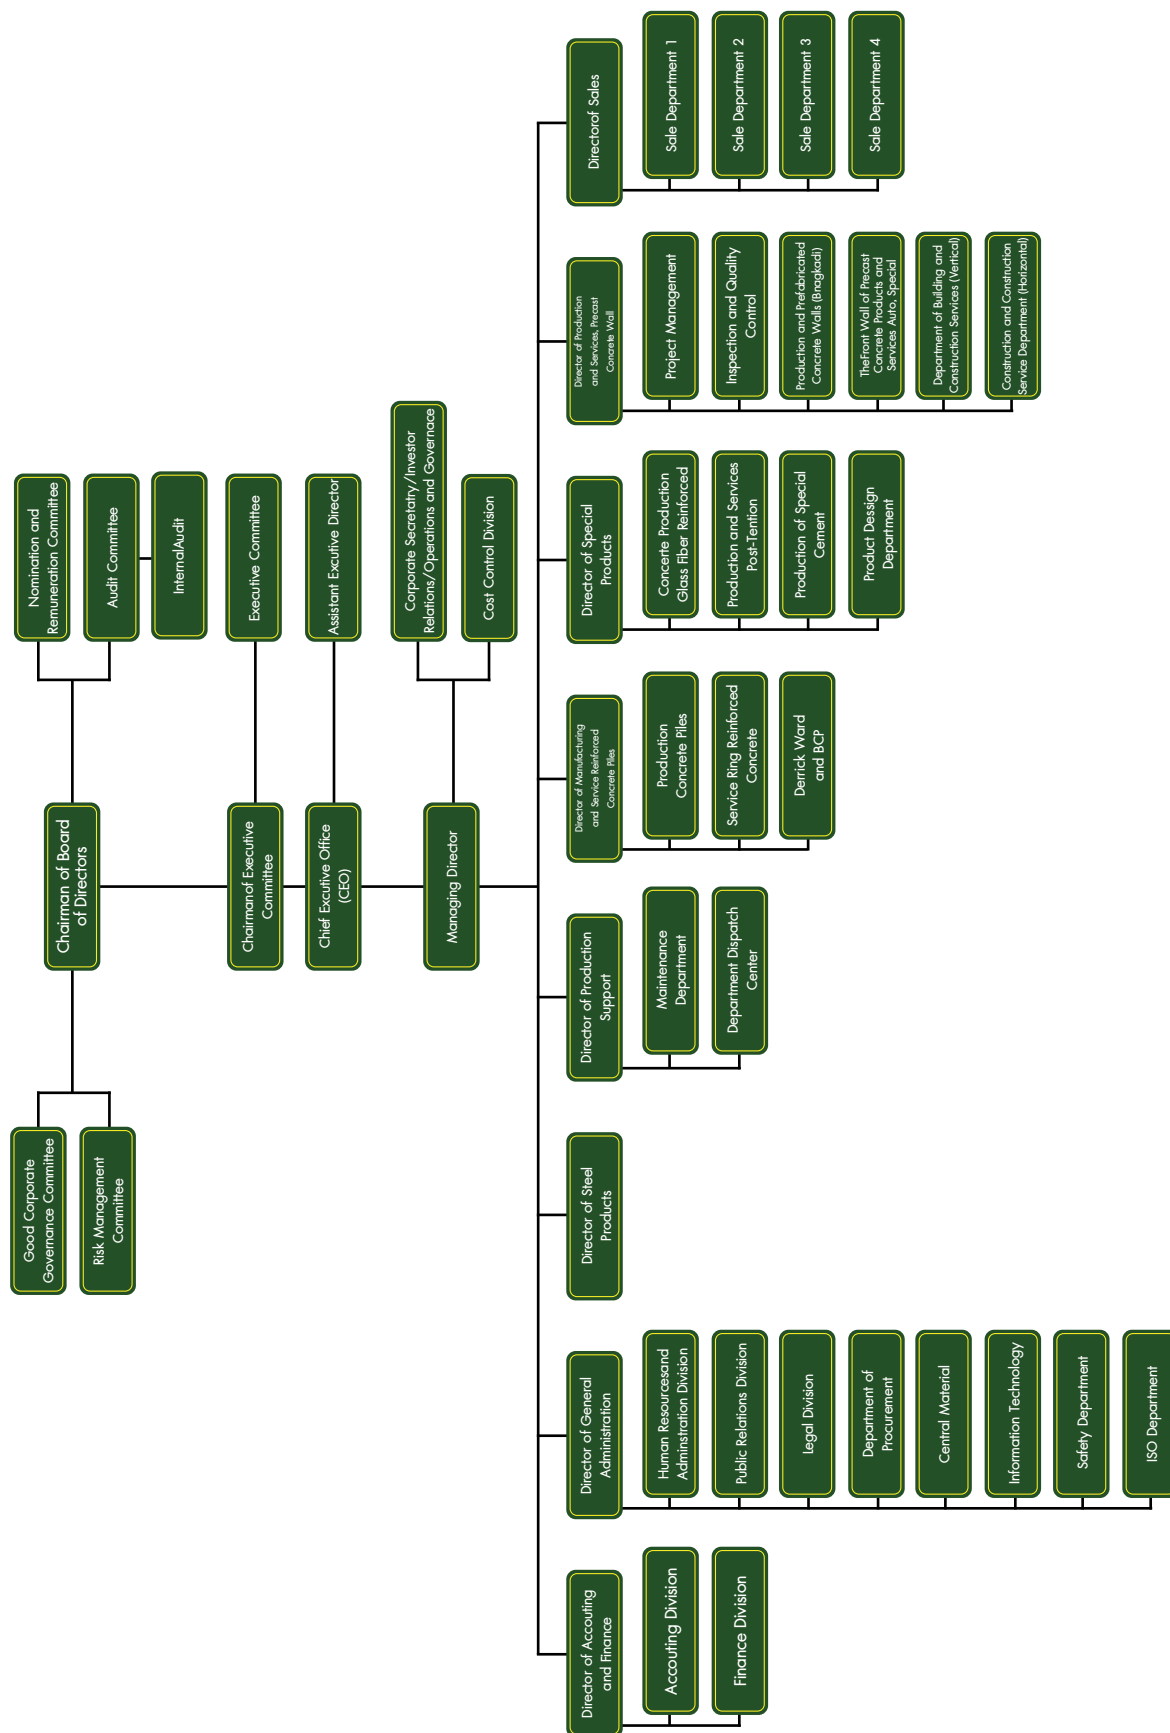 Good Corporate
Governance Committee
Risk Management
Committee
Chairman of Board
of Directors
Nomination and
Remuneration Committee
Audit Committee
InternalAudit
Chairmanof Executive
Committee
Executive Committee
Chief Executive Office
(CEO)
Assistant Executive Director
Managing Director
Corporate Secretatry/Investor
Relations/Operations and Governace
Cost Control Division
Director of Accouting
and Finance
Accouting Division
Finance Division
Director of General
Administration
Human Resourcesand
Adminstration Division
Public Relations Division
Legal Division
Department of
Procurement
Central Material
Information Technology
Safety Department
ISO Department
Director of Steel
Products
Director of Production
Support
Maintenance
Department
Department Dispatch
Center
Director of Manufacturing
and Service Reinforced
Concrete Piles
Production
Concrete Piles
Service Ring Reinforced
Concrete
Derrick Ward
and BCP
Director of Special
Products
Concerte Production
Glass Fiber Reinforced
Production and Services
Post-Tention
Production of Special
Cement
Product Dessign
Department
Director of Production
and Services, Precast
Concrete Wall
Project Management
Inspection and Quality
Control
Production and Prefabricated
Concrete Walls (Bnagkadi)
TheFront Wall of Precast
Concrete Products and
Services Auto, Special
Department of Building and
Construction Services (Vertical)
Construction and Construction
Service Department (Horizontal)
Directorof Sales
Sale Department 1
Sale Department 2
Sale Department 3
Sale Department 4